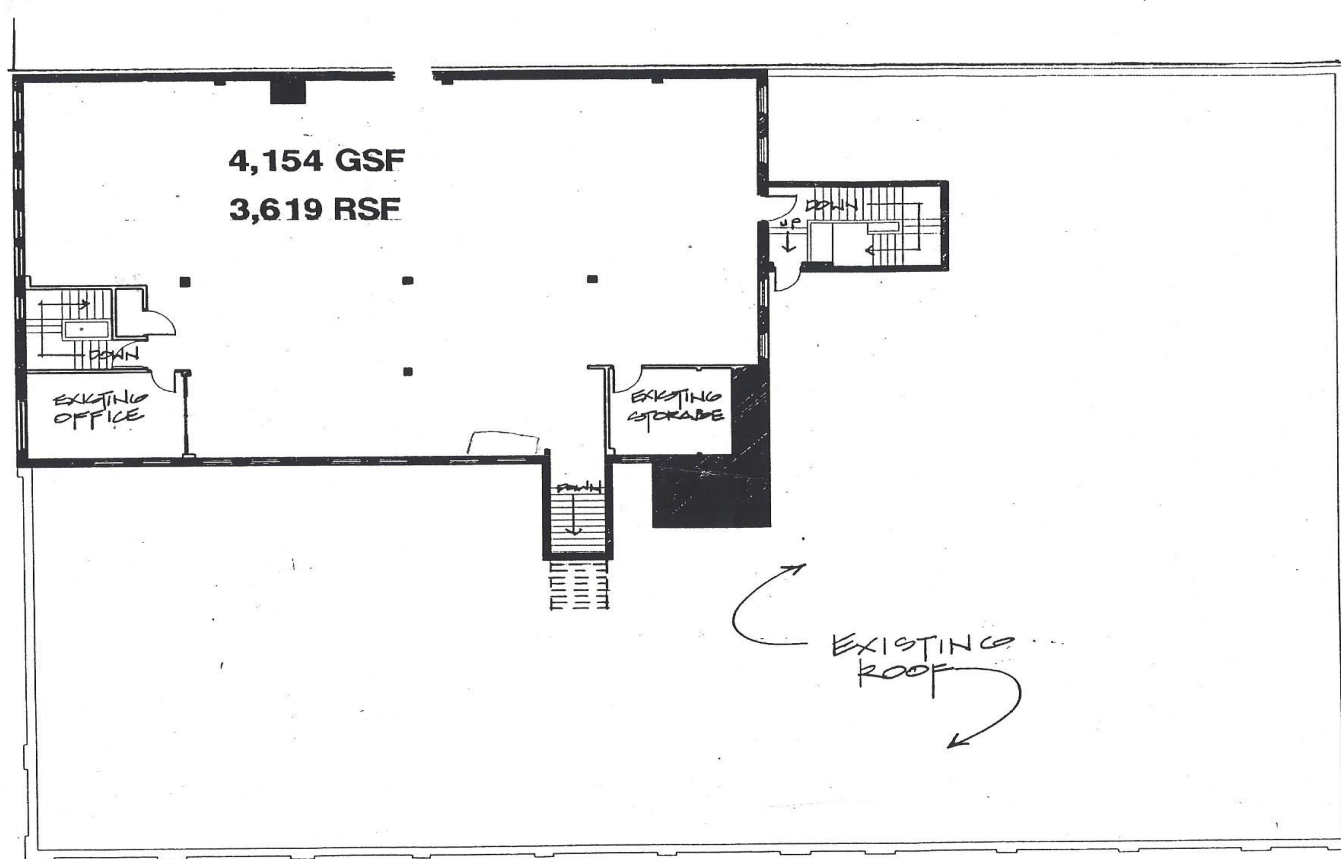 4,154 GSF
3,619 RSF
DOWN
UP
DOWN
EXISTING
OFFICE
EXISTING
STORAGE
DOWN
EXISTING
ROOF